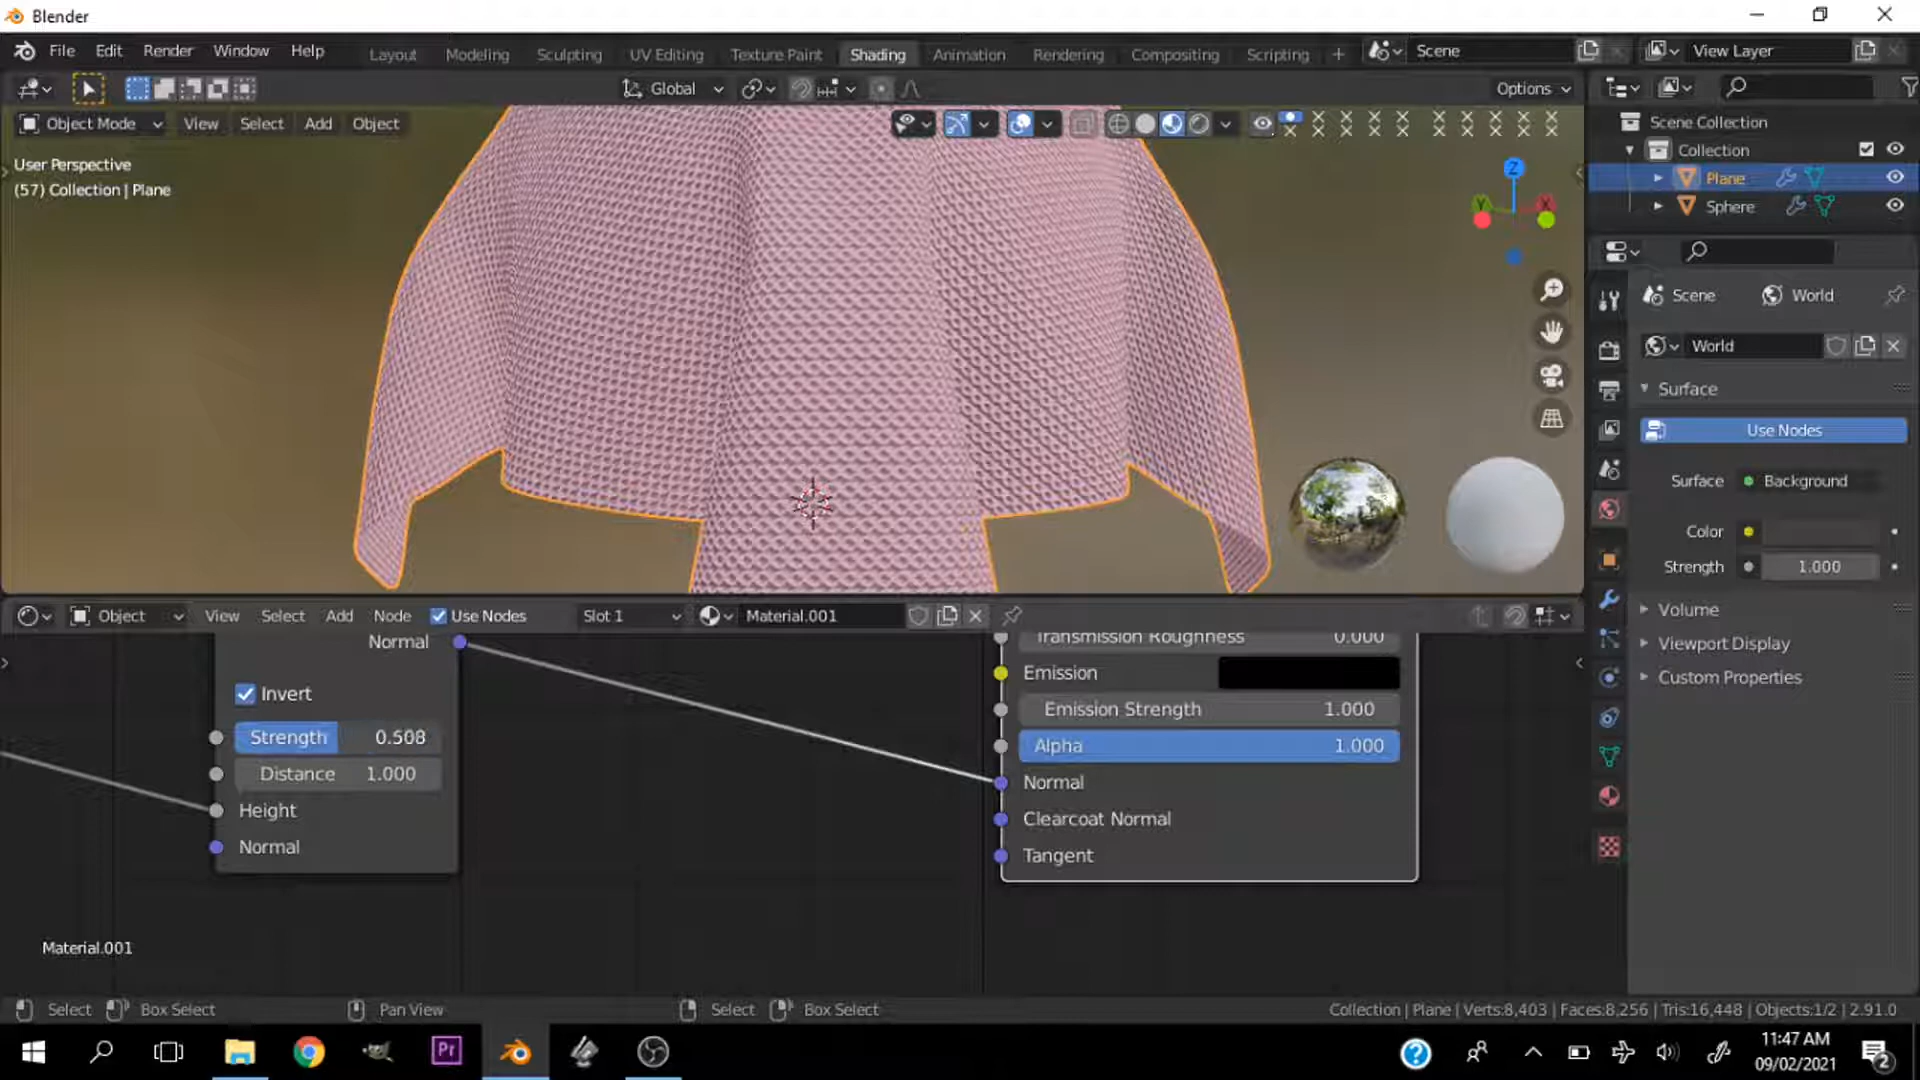 Blender
File Edit Render Window Help Layout Modeling Sculpting UV Editing Texture Paint Shading Animation Rendering Compositing Scripting + Scene View Layer
Global Options
Object Mode View Select Add Object
User Perspective
(57) Collection | Plane
Z
Y
X
Scene Collection
Collection
Plane
Sphere
Scene World
World
Surface
Use Nodes
Surface Background
Color
Strength 1.000
Volume
Viewport Display
Custom Properties
Object View Select Add Node Use Nodes Slot 1 Material.001
Normal
Invert
Strength 0.508
Distance 1.000
Height
Normal
Transmission Roughness 0.000
Emission
Emission Strength 1.000
Alpha 1.000
Normal
Clearcoat Normal
Tangent
Material.001
Select Box Select Pan View Select Box Select Collection | Plane | Verts:8,403 | Faces:8,256 | Tris:16,448 | Objects:1/2 | 2.91.0
Pr
?
11:47 AM
09/02/2021
2